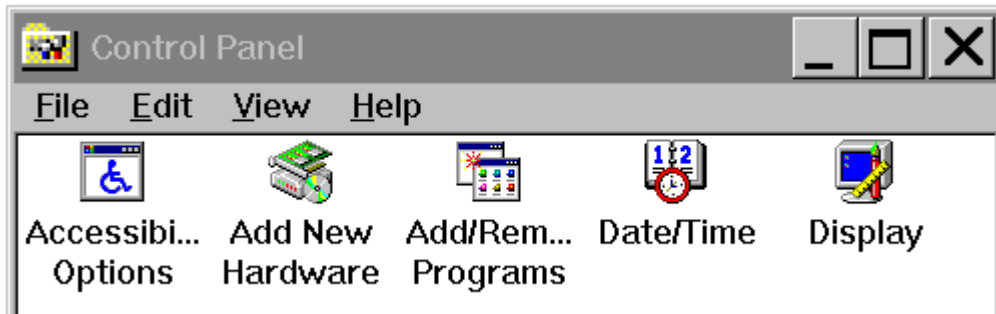 Control Panel
File Edit View Help
Accessibi... Add New Add/Rem... Date/Time Display
Options Hardware Programs